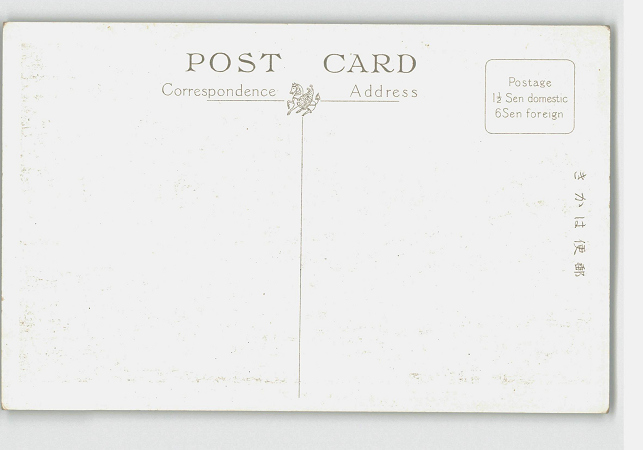 POST CARD
Correspondence Address
Postage
1½ Sen domestic
6Sen foreign
きかは便郵